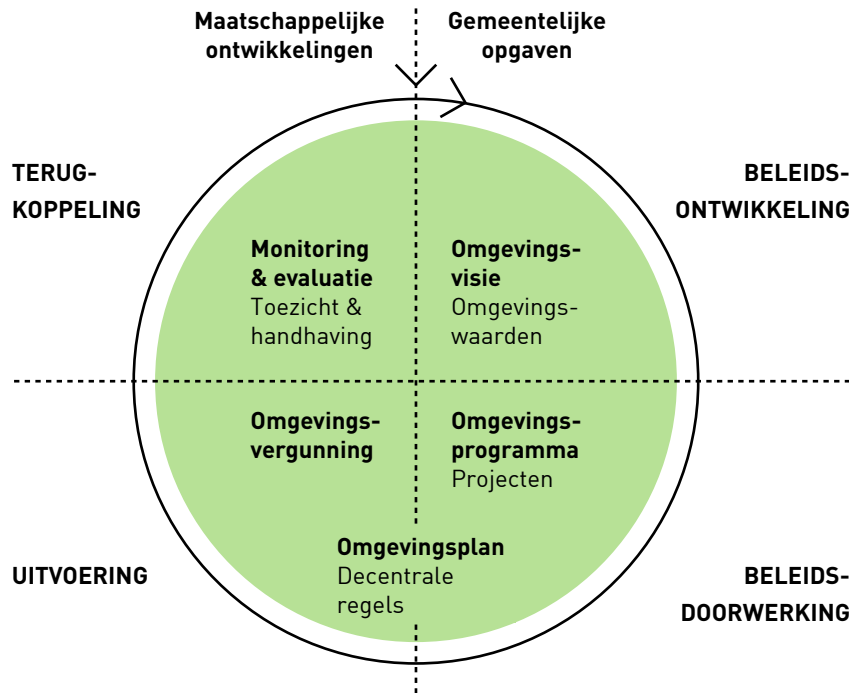 Maatschappelijke
ontwikkelingen
Gemeentelijke
opgaven
TERUG-
KOPPELING
BELEIDS-
ONTWIKKELING
Monitoring
& evaluatie
Toezicht &
handhaving
Omgevings-
visie
Omgevings-
waarden
Omgevings-
vergunning
Omgevings-
programma
Projecten
Omgevingsplan
Decentrale
regels
UITVOERING
BELEIDS-
DOORWERKING